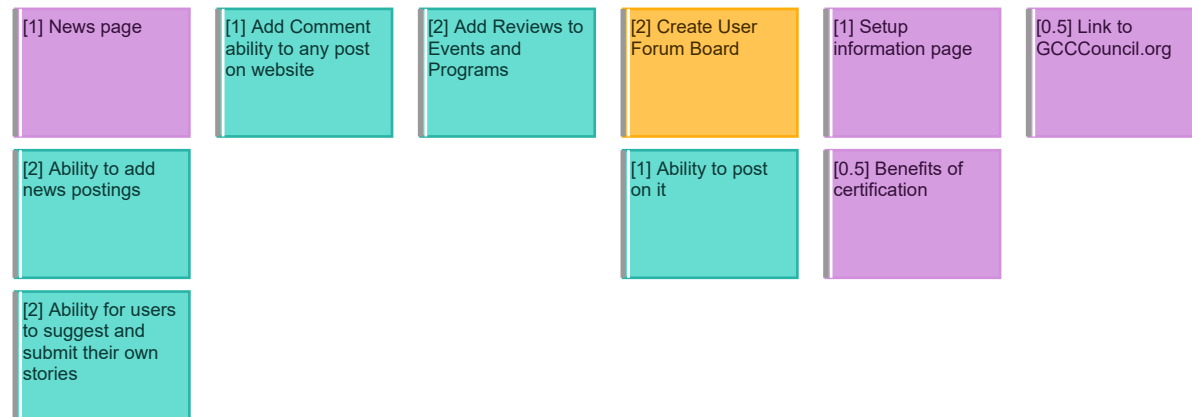 [1] News page
[1] Add Comment
ability to any post
on website
[2] Add Reviews to
Events and
Programs
[2] Create User
Forum Board
[1] Setup
information page
[0.5] Link to
GCCCouncil.org
[2] Ability to add
news postings
[1] Ability to post
on it
[0.5] Benefits of
certification
[2] Ability for users
to suggest and
submit their own
stories